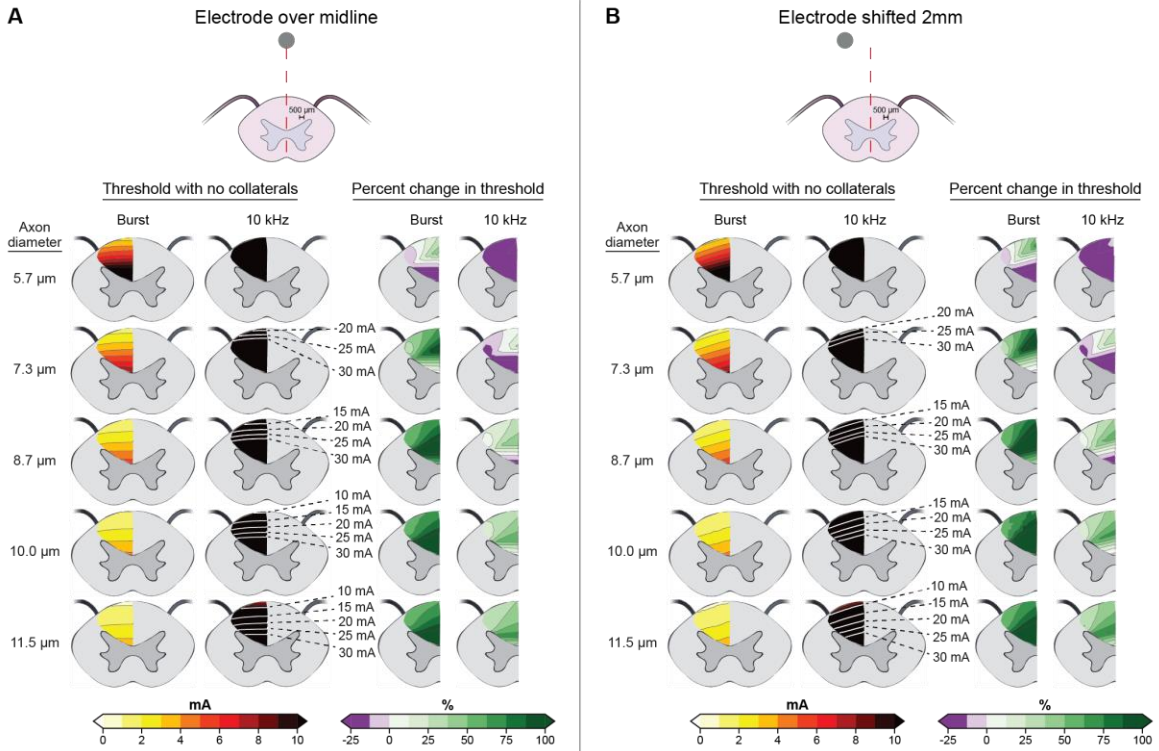 A
Electrode over midline
500 µm
Threshold with no collaterals
Percent change in threshold
Axon diameter
Burst
10 kHz
Burst
10 kHz
5.7 µm
7.3 µm
20 mA
25 mA
30 mA
8.7 µm
15 mA
20 mA
25 mA
30 mA
10.0 µm
10 mA
15 mA
20 mA
25 mA
30 mA
11.5 µm
10 mA
15 mA
20 mA
25 mA
30 mA
mA
0 2 4 6 8 10
%
-25 0 25 50 75 100
B
Electrode shifted 2mm
500 µm
Threshold with no collaterals
Percent change in threshold
Axon diameter
Burst
10 kHz
Burst
10 kHz
5.7 µm
7.3 µm
20 mA
25 mA
30 mA
8.7 µm
15 mA
20 mA
25 mA
30 mA
10.0 µm
15 mA
20 mA
25 mA
30 mA
11.5 µm
10 mA
15 mA
20 mA
25 mA
30 mA
mA
0 2 4 6 8 10
%
-25 0 25 50 75 100